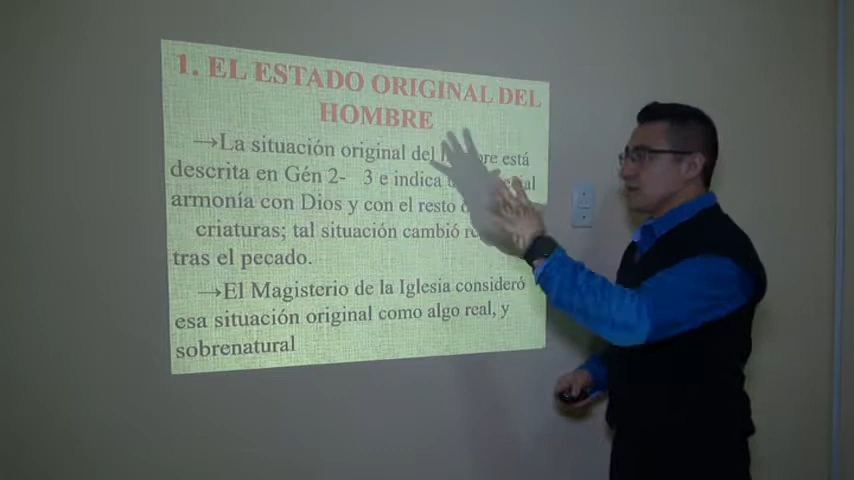 1. EL ESTADO ORIGINAL DEL
HOMBRE
→La situación original del está
descrita en Gén 2- 3 e indica
armonía con Dios y con el resto
criaturas; tal situación cambió
tras el pecado.
→El Magisterio de la Iglesia consideró
esa situación original como algo real, y
sobrenatural